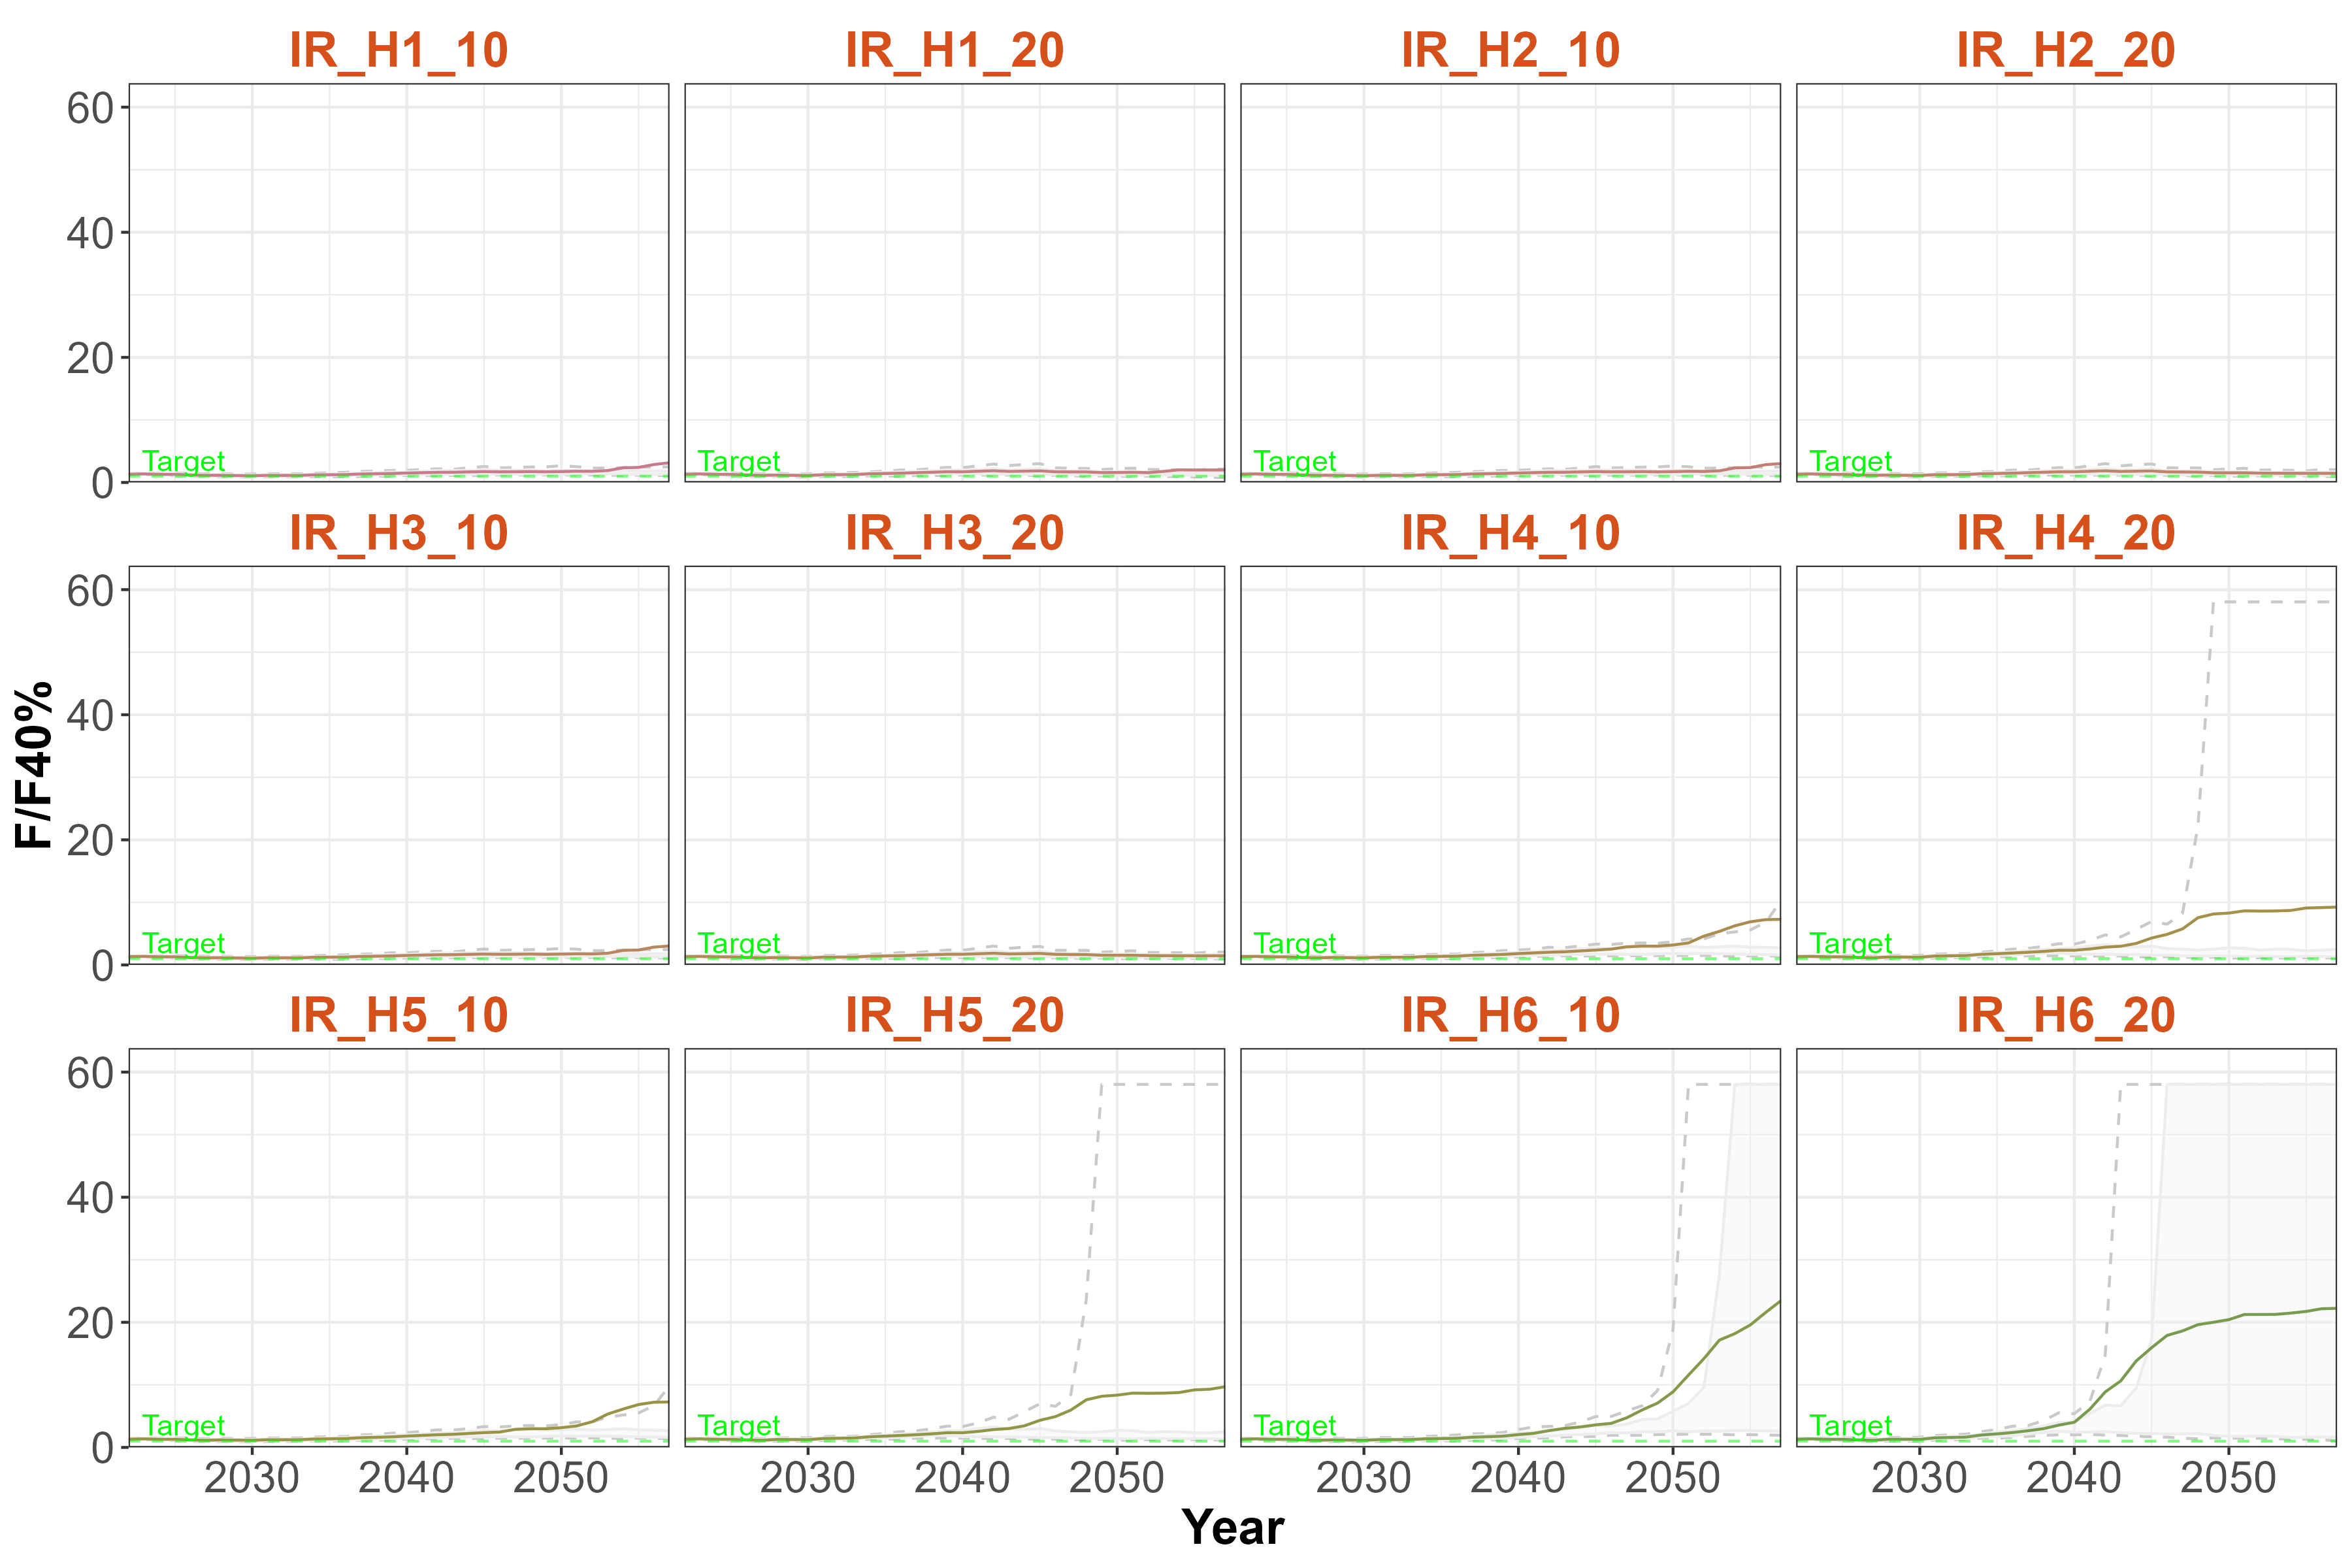 IR_H1_10
IR_H1_20
IR_H2_10
IR_H2_20
60
40
20
0
Target
Target
Target
Target
IR_H3_10
IR_H3_20
IR_H4_10
IR_H4_20
60
40
20
0
Target
Target
Target
Target
F/F40%
IR_H5_10
IR_H5_20
IR_H6_10
IR_H6_20
60
40
20
0
Target
Target
Target
Target
2030 2040 2050
2030 2040 2050
2030 2040 2050
2030 2040 2050
Year